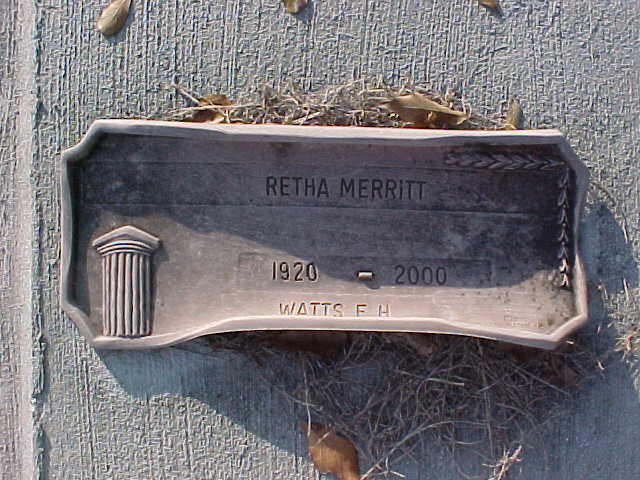 RETHA MERRITT
1920 – 2000
WATTS F.H.